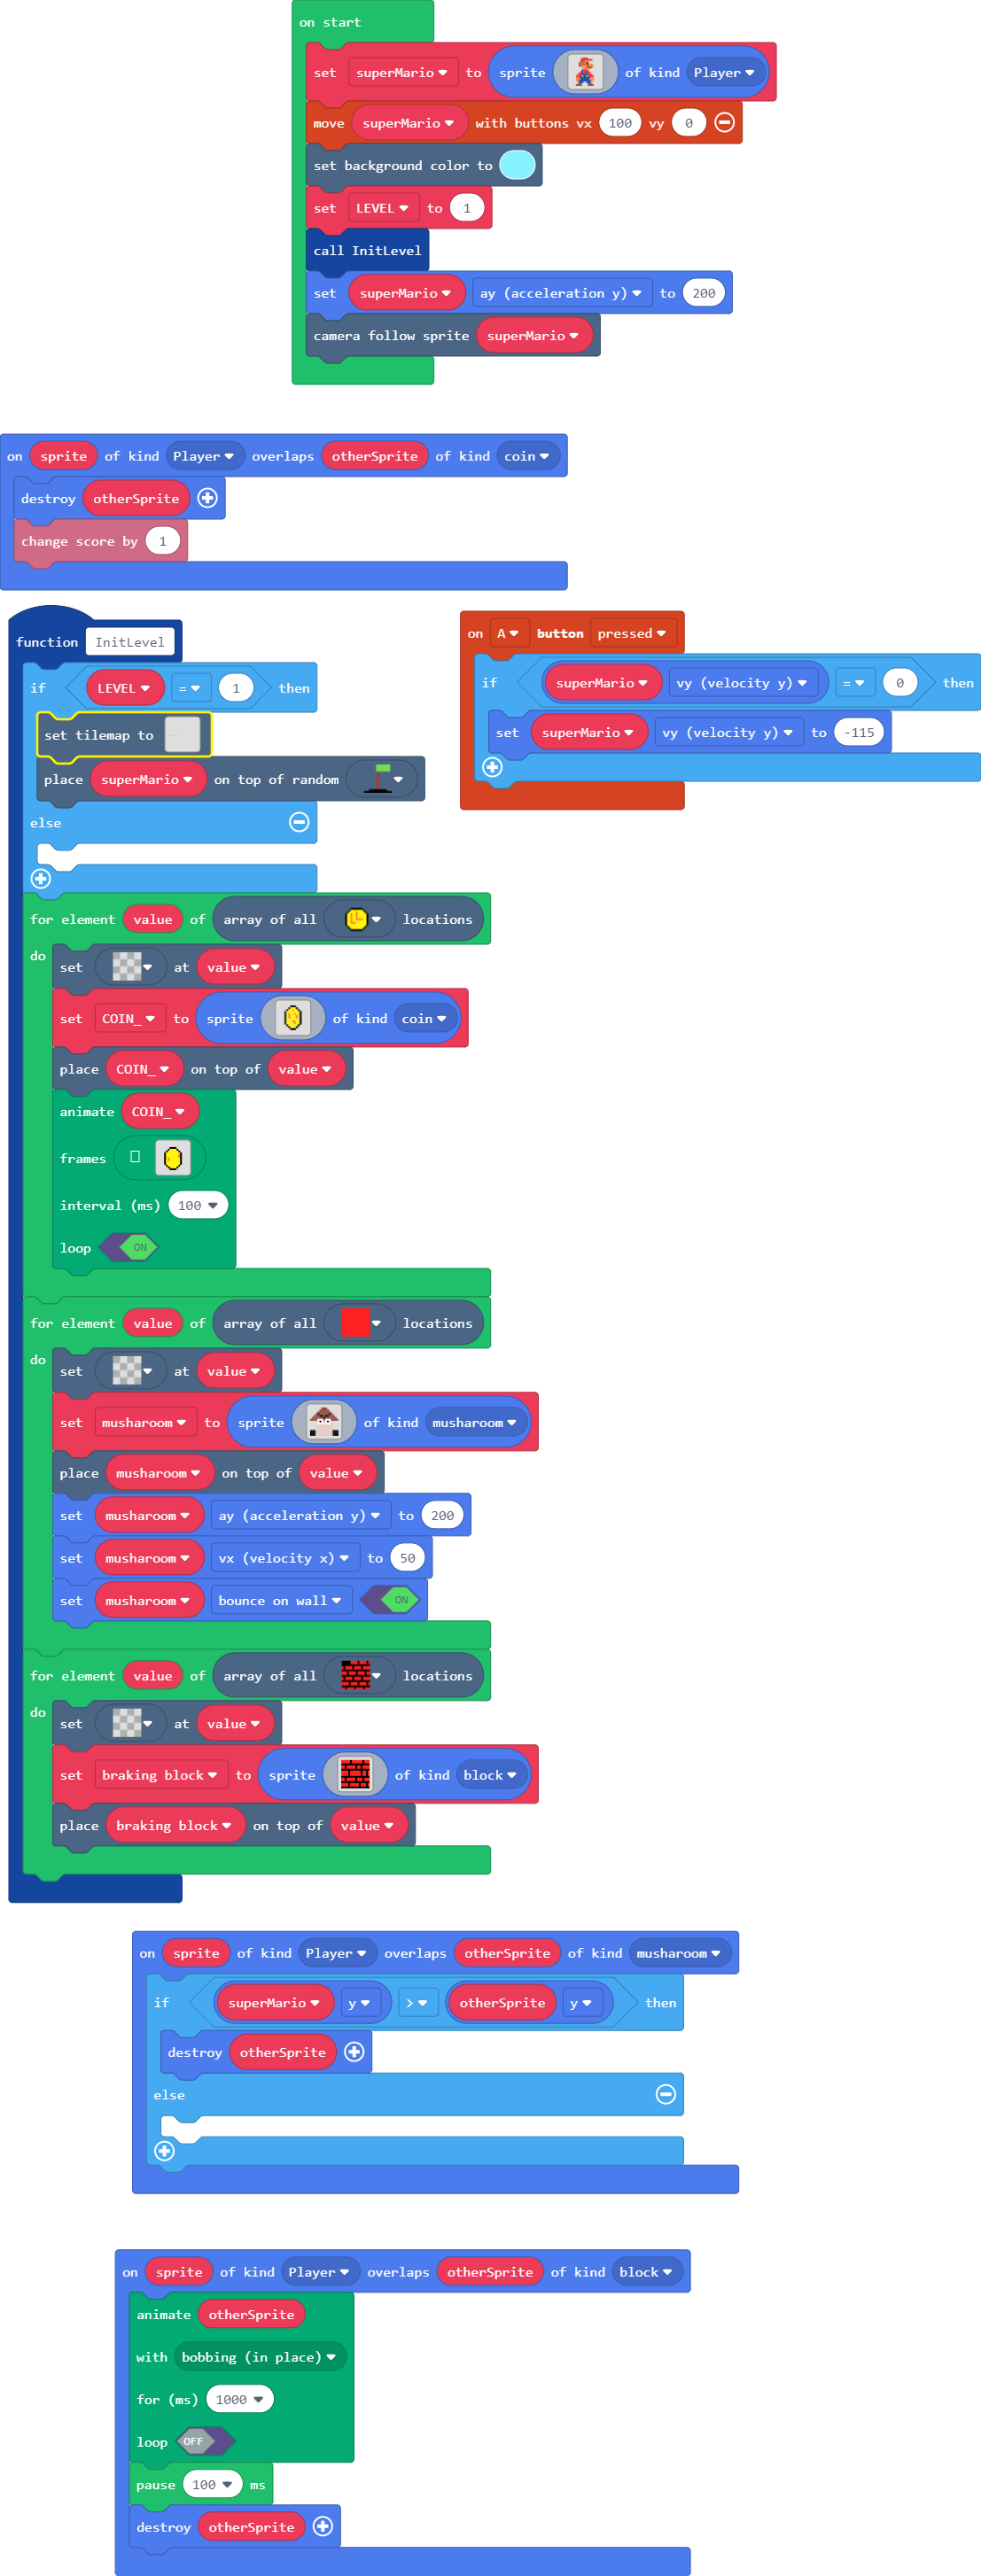 on start
set superMario to sprite of kind Player
move superMario with buttons vx 100 vy 0
set background color to
set LEVEL to 1
call InitLevel
set superMario ay (acceleration y) to 200
camera follow sprite superMario
on sprite of kind Player overlaps otherSprite of kind coin
destroy otherSprite
change score by 1
function InitLevel
if LEVEL = 1 then
set tilemap to
place superMario on top of random
else
for element value of array of all locations
do
set at value
set COIN_ to sprite of kind coin
place COIN_ on top of value
animate COIN_
frames
interval (ms) 100
loop ON
for element value of array of all locations
do
set at value
set musharoom to sprite of kind musharoom
place musharoom on top of value
set musharoom ay (acceleration y) to 200
set musharoom vx (velocity x) to 50
set musharoom bounce on wall ON
for element value of array of all locations
do
set at value
set braking block to sprite of kind block
place braking block on top of value
on A button pressed
if superMario vy (velocity y) = 0 then
set superMario vy (velocity y) to -115
on sprite of kind Player overlaps otherSprite of kind musharoom
if superMario y > otherSprite y then
destroy otherSprite
else
on sprite of kind Player overlaps otherSprite of kind block
animate otherSprite
with bobbing (in place)
for (ms) 1000
loop OFF
pause 100 ms
destroy otherSprite